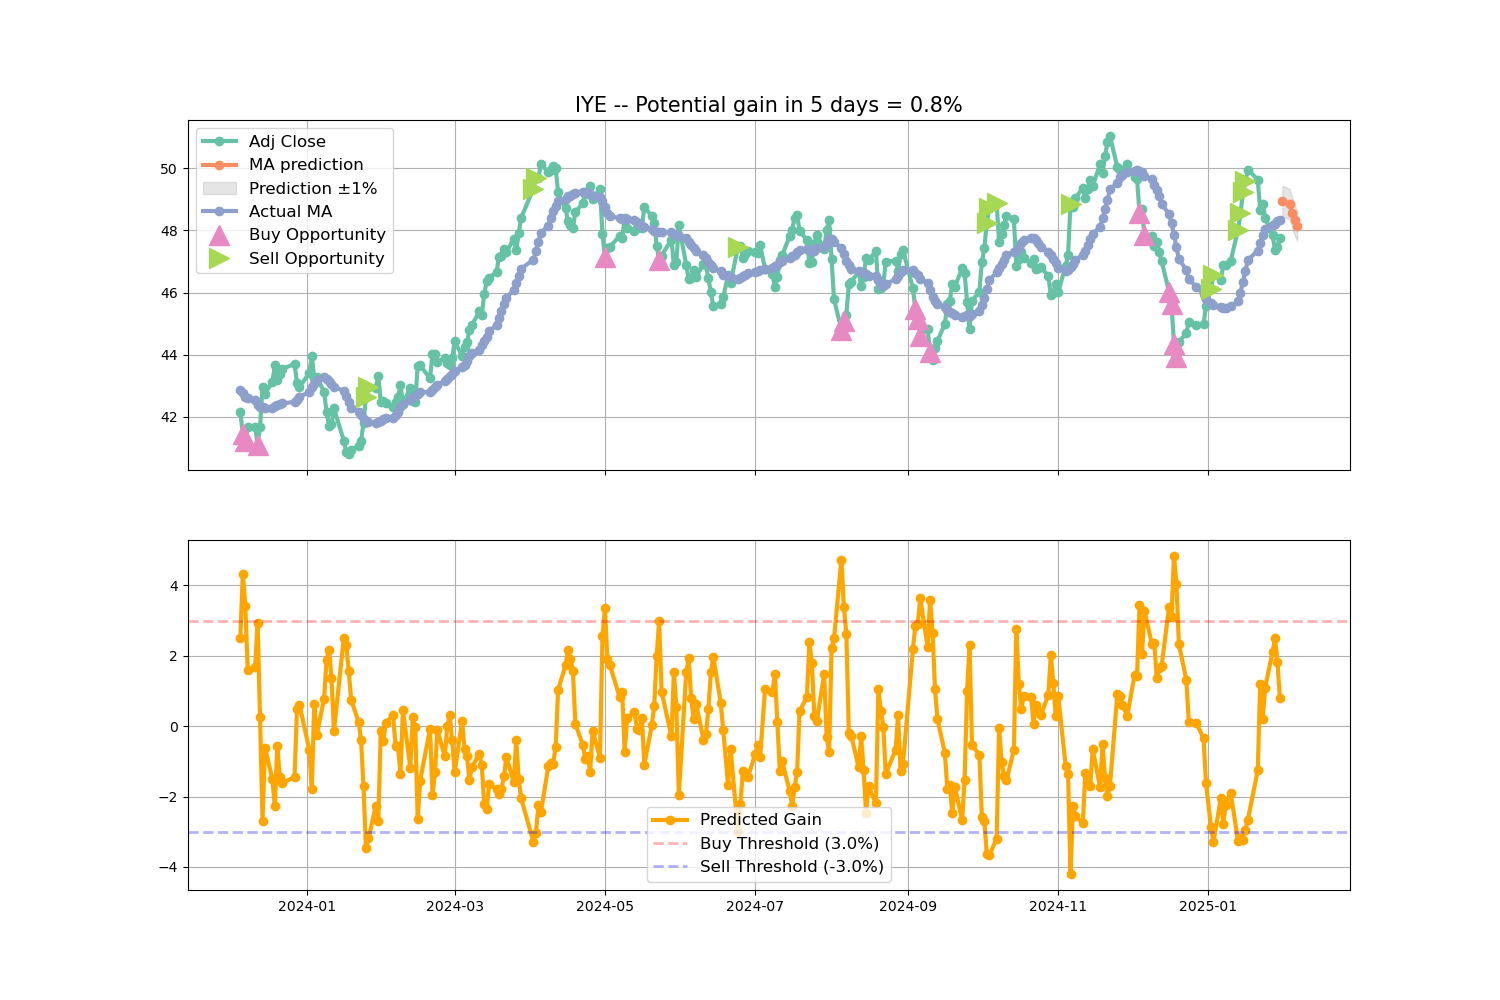 IYE -- Potential gain in 5 days = 0.8%
Adj Close
MA prediction
Prediction ±1%
Actual MA
Buy Opportunity
Sell Opportunity
50
48
46
44
42
4
2
0
−2
−4
Predicted Gain
Buy Threshold (3.0%)
Sell Threshold (-3.0%)
2024-01 2024-03 2024-05 2024-07 2024-09 2024-11 2025-01